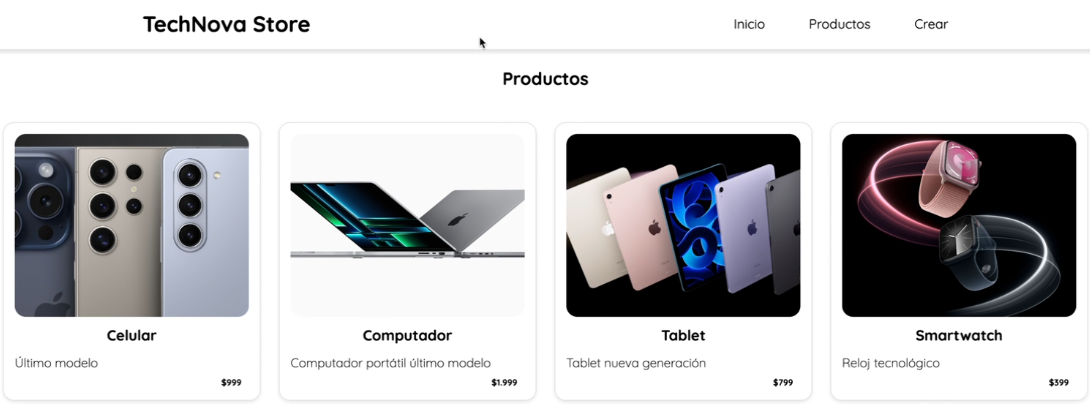 TechNova Store
Inicio Productos Crear
Productos
Celular
Último modelo
$999
Computador
Computador portátil último modelo
$1.999
Tablet
Tablet nueva generación
$799
Smartwatch
Reloj tecnológico
$399